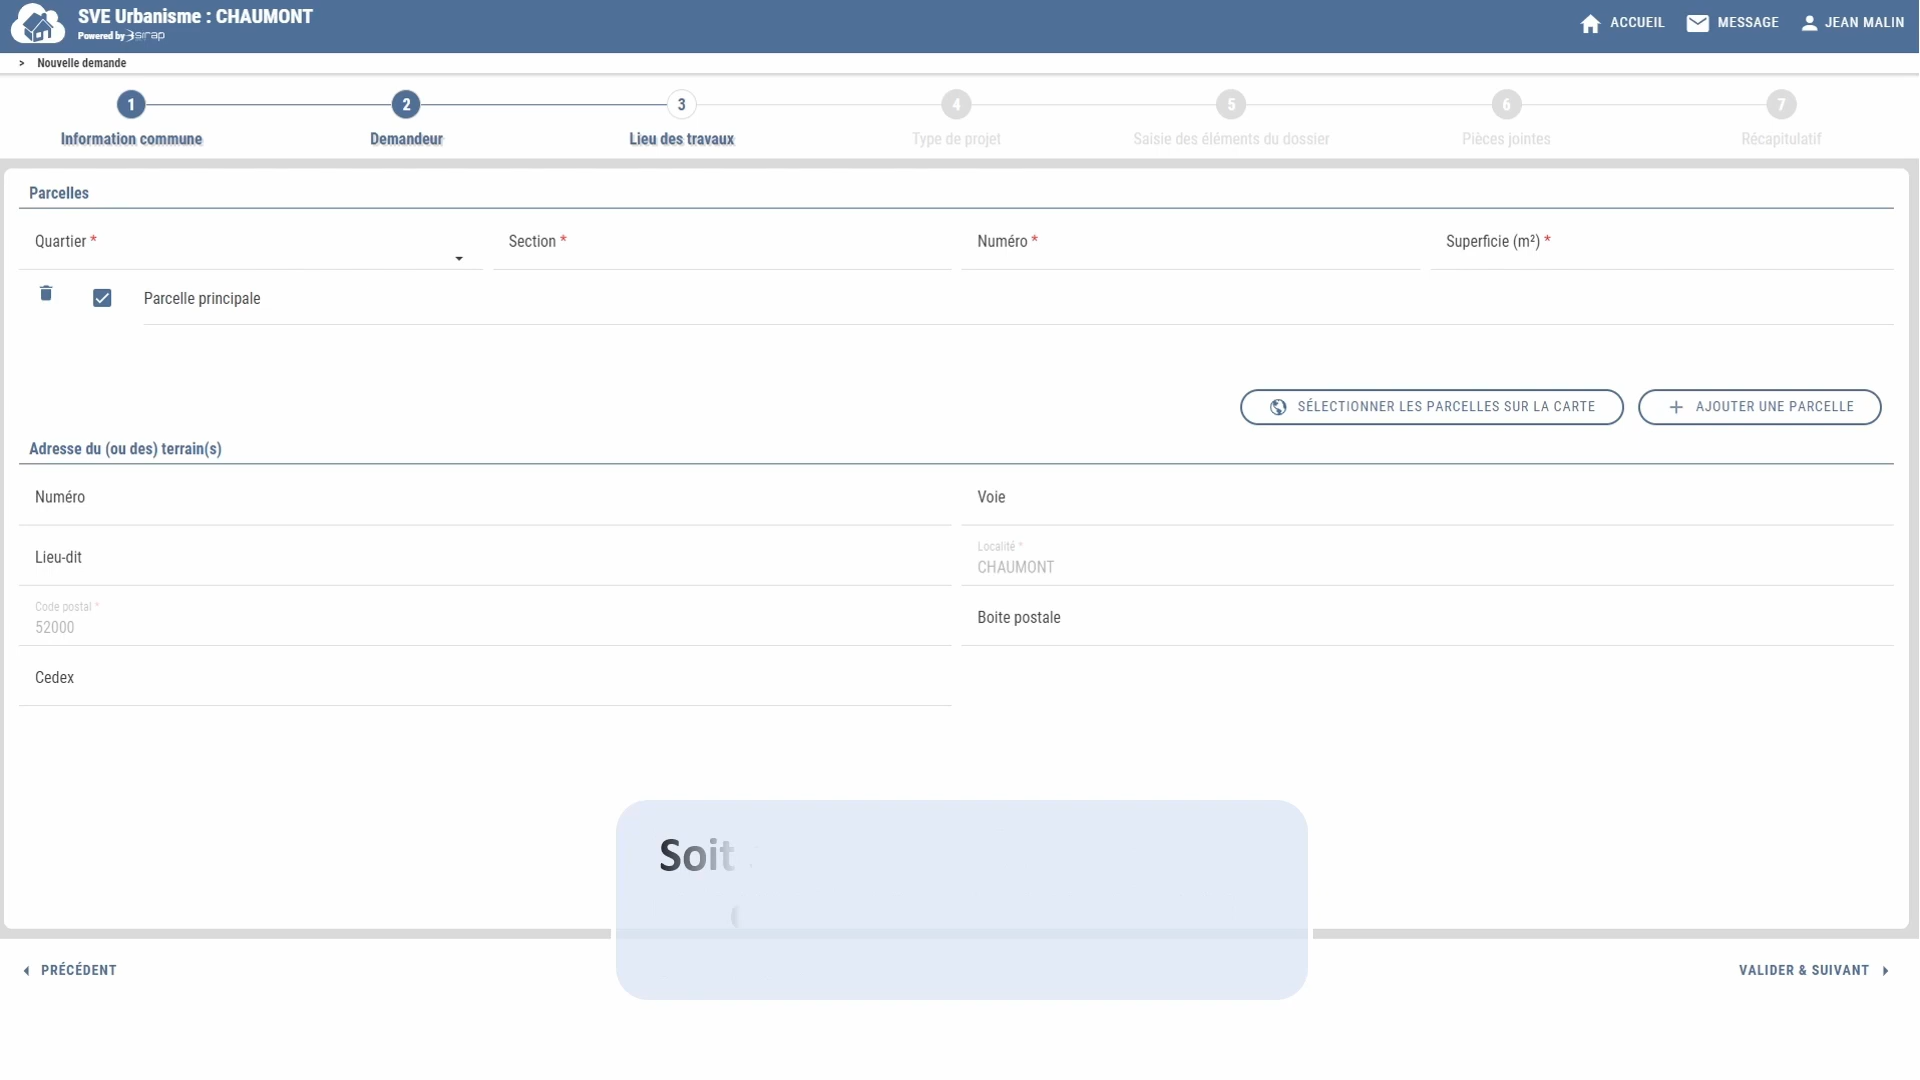 SVE Urbanisme : CHAUMONT
Powered by sirap
ACCUEIL
MESSAGE
JEAN MALIN
> Nouvelle demande
1
2
3
4
5
6
7
Information commune
Demandeur
Lieu des travaux
Type de projet
Saisie des éléments du dossier
Pièces jointes
Récapitulatif
Parcelles
Quartier *
Section *
Numéro *
Superficie (m²) *
Parcelle principale
SÉLECTIONNER LES PARCELLES SUR LA CARTE
AJOUTER UNE PARCELLE
Adresse du (ou des) terrain(s)
Numéro
Voie
Lieu-dit
Localité *
CHAUMONT
Code postal *
52000
Boite postale
Cedex
Soit
PRÉCÉDENT
VALIDER & SUIVANT